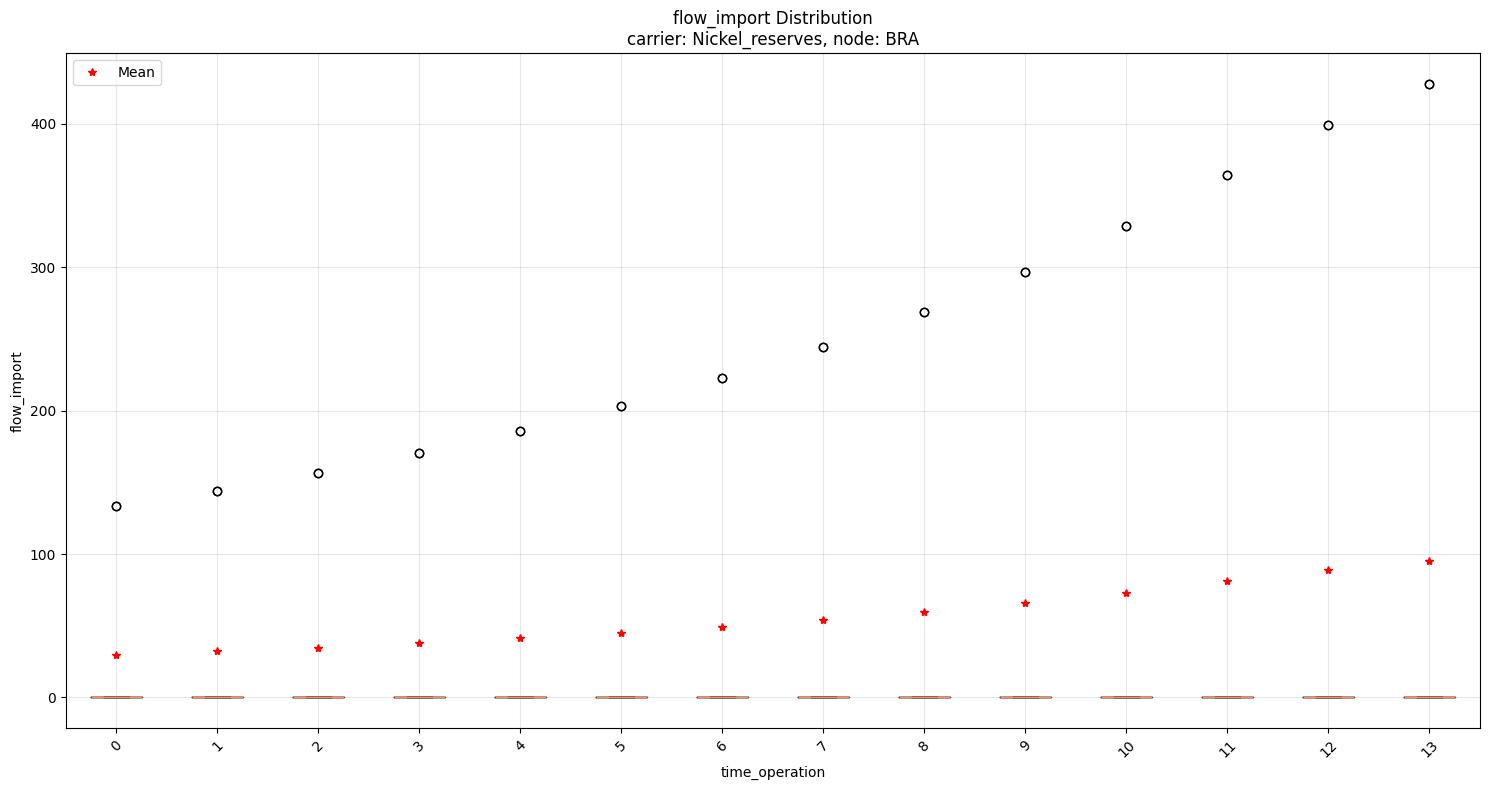 flow_import Distribution
carrier: Nickel_reserves, node: BRA
Mean
flow_import
400
300
200
100
0
0 1 2 3 4 5 6 7 8 9 10 11 12 13
time_operation